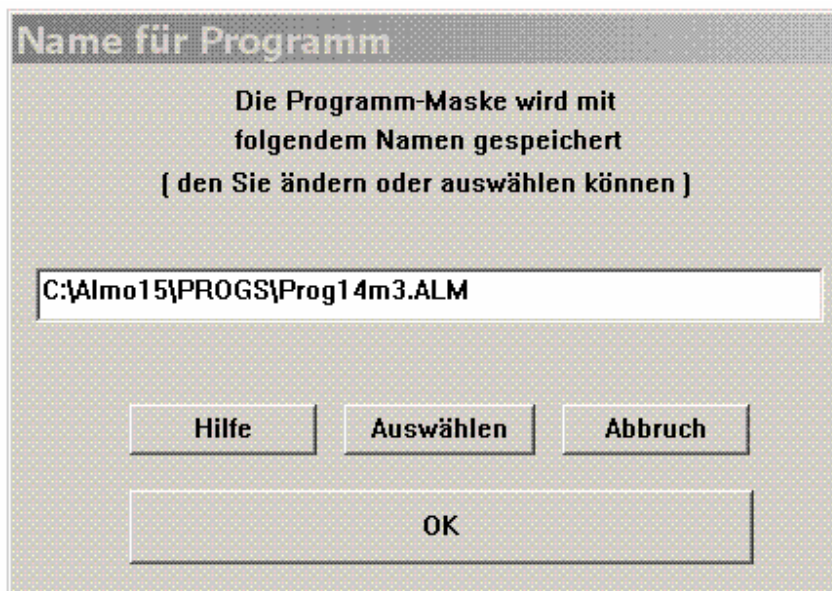 Name für Programm
Die Programm-Maske wird mit
folgendem Namen gespeichert
( den Sie ändern oder auswählen können )
C:\Almo15\PROGS\Prog14m3.ALM
Hilfe
Auswählen
Abbruch
OK